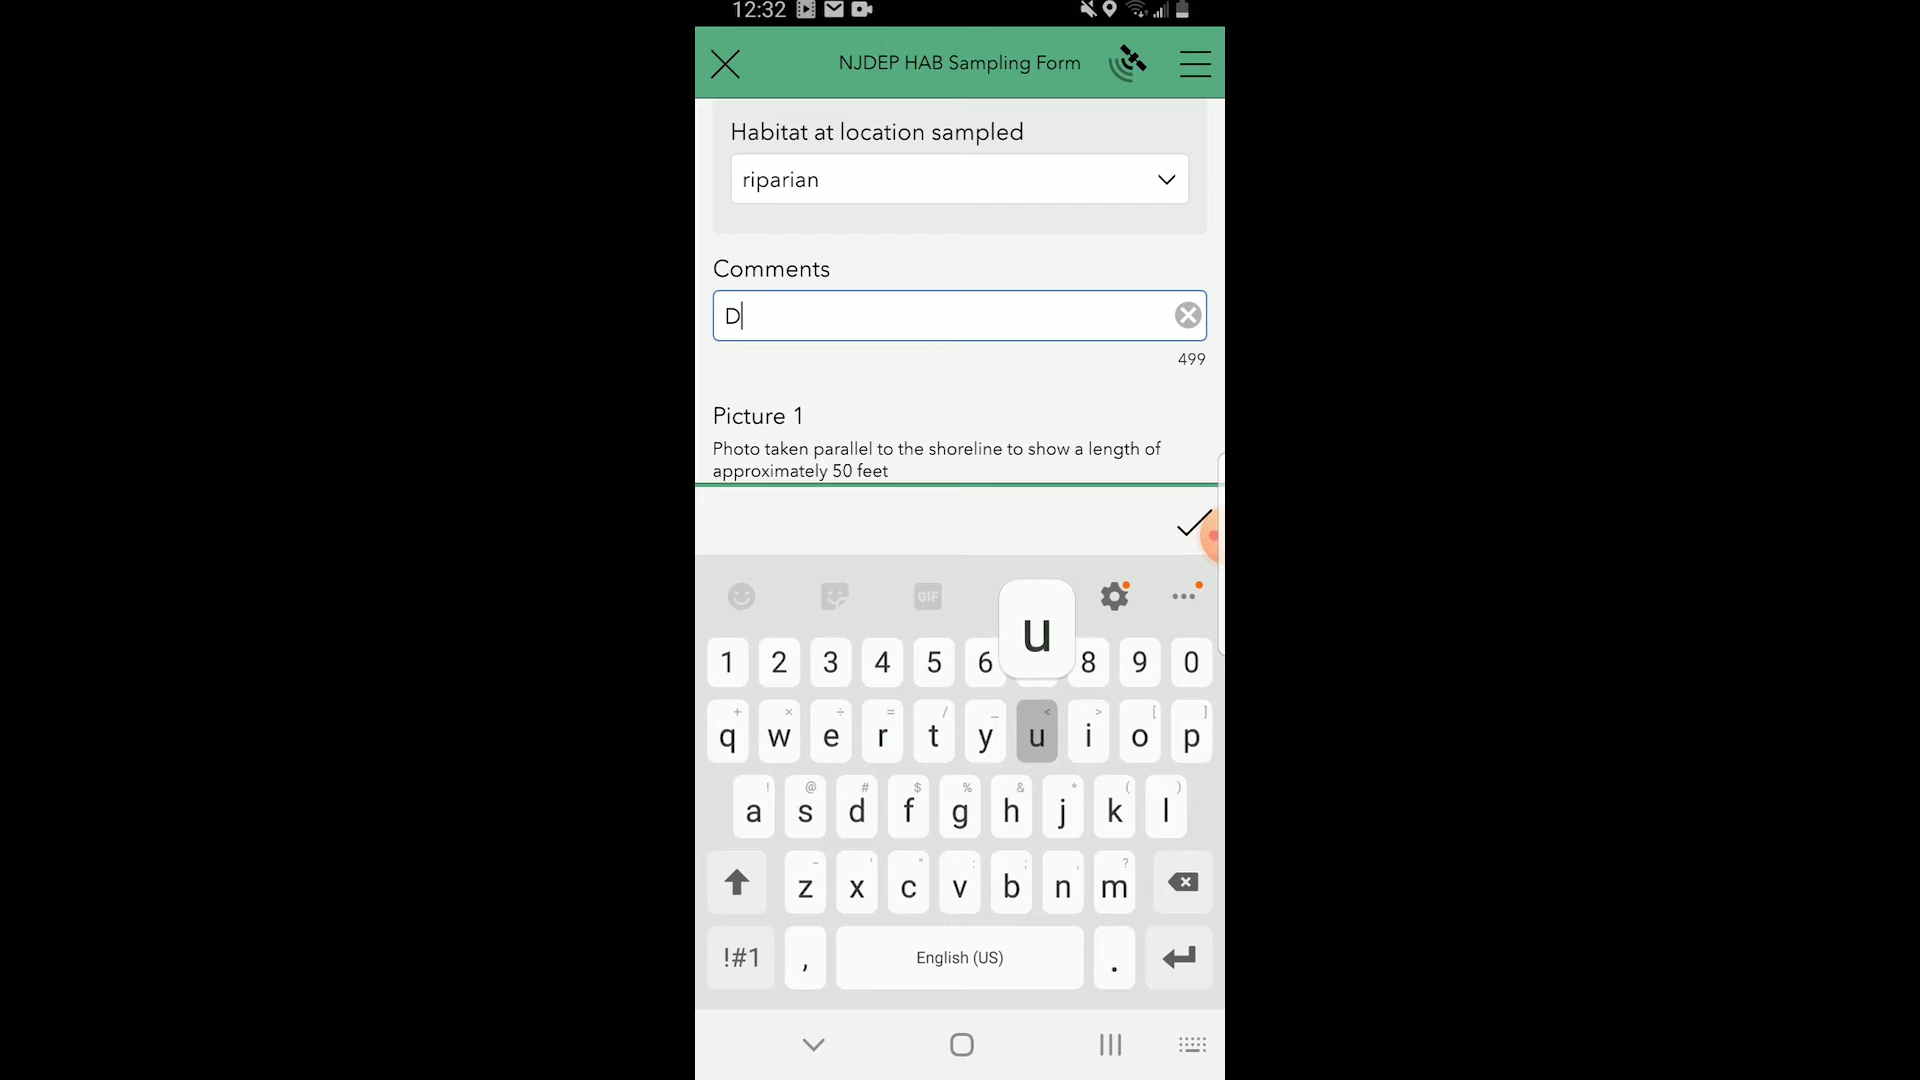 12:32
NJDEP HAB Sampling Form
Habitat at location sampled
riparian
Comments
D
499
Picture 1
Photo taken parallel to the shoreline to show a length of
approximately 50 feet
GIF
u
1 2 3 4 5 6 8 9 0
+ × ÷ = / _ < > [ ]
q w e r t y u i o p
! @ # $ % & * ( )
a s d f g h j k l
- ' " : ; , ?
z x c v b n m
!#1 , English (US) .